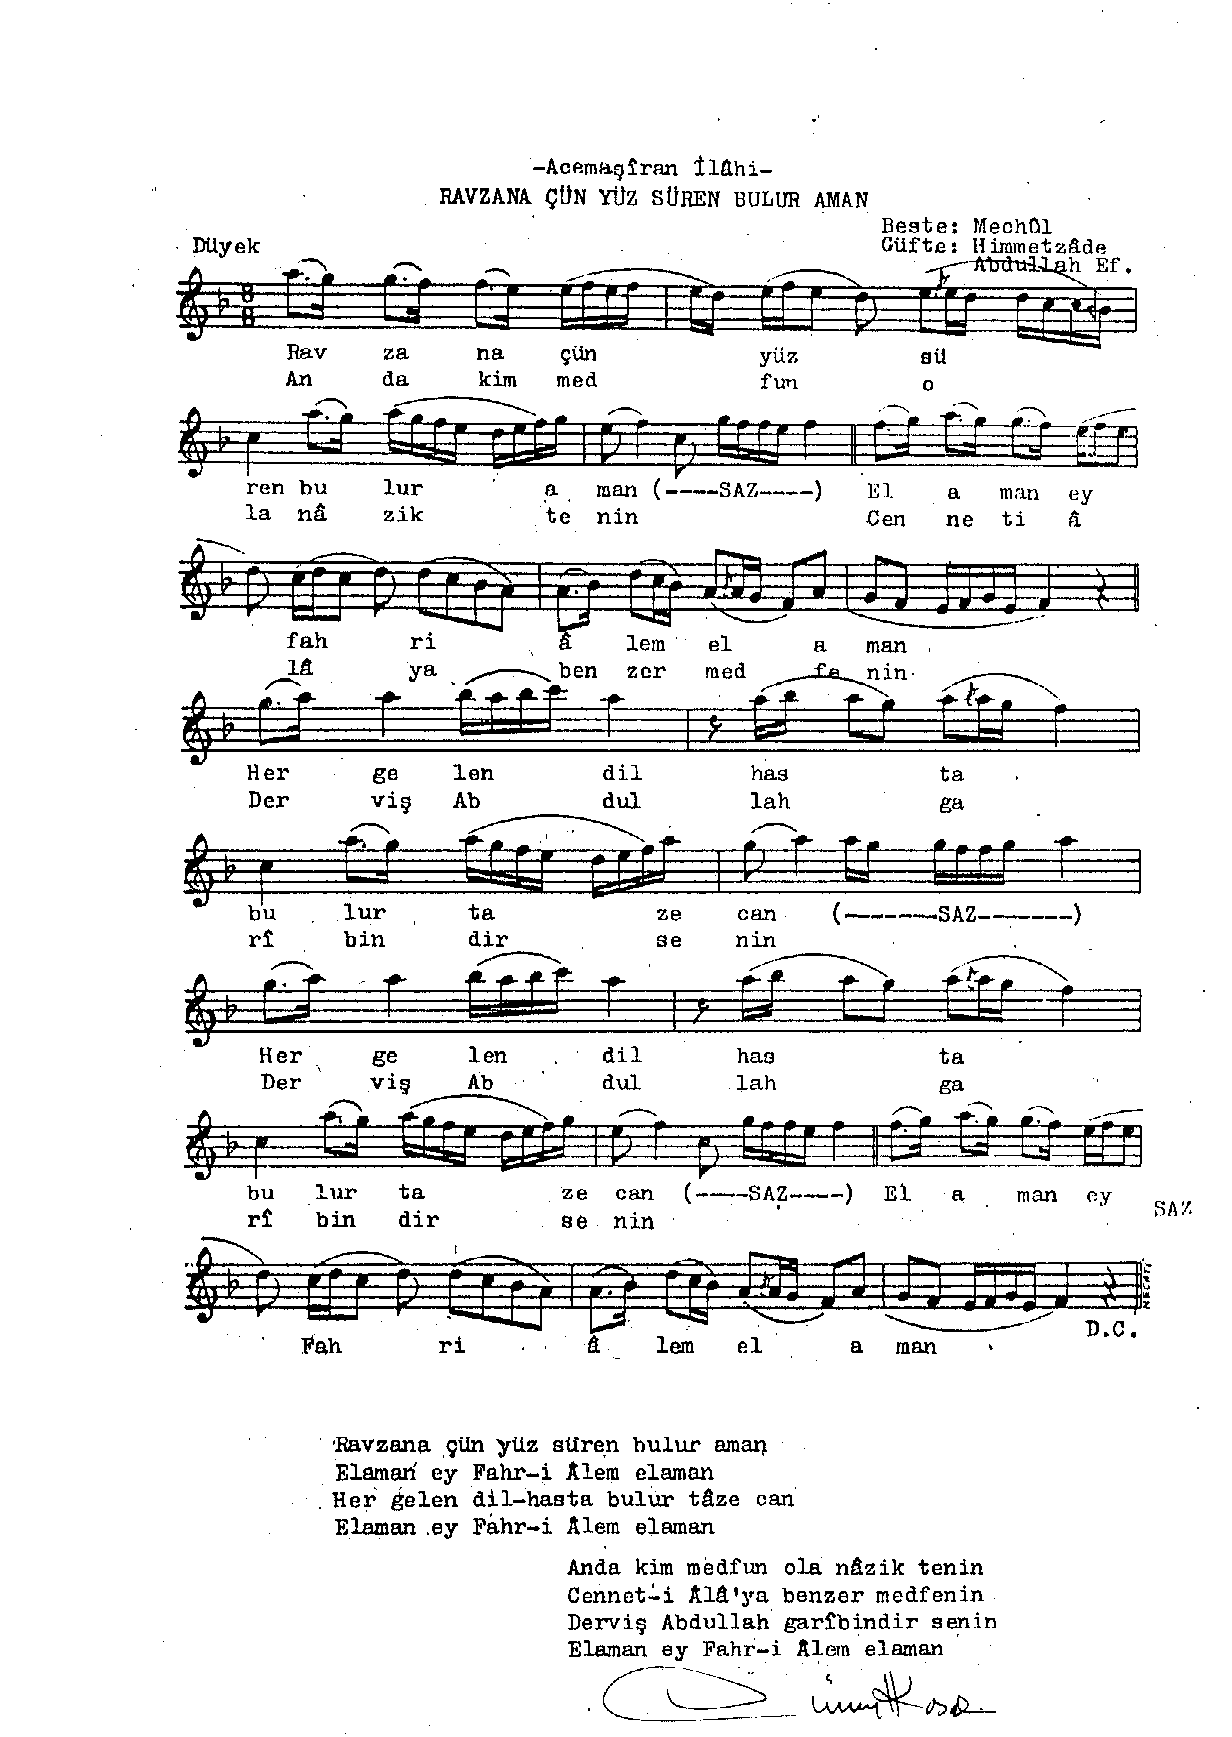 -Acemaşîran İlâhi-
RAVZANA ÇÜN YÜZ SÜREN BULUR AMAN
Beste: Mechûl
Düyek
Güfte: Himmetzâde
Abdullah Ef.
8
8
Rav za na çün yüz sü
An da kim med fun o
ren bu lur a man (----SAZ----) El a man ey
la nâ zik te nin Cen ne ti â
fah ri â lem el a man
lâ ya ben zer med fe nin
Her ge len dil has ta
Der viş Ab dul lah ga
bu lur ta ze can (------SAZ------)
rî bin dir se nin
Her ge len dil has ta
Der viş Ab dul lah ga
bu lur ta ze can (----SAZ----) El a man ey
rî bin dir se nin
SAZ
D.C.
Fah ri â lem el a man
Ravzana çün yüz süren bulur aman
Elaman ey Fahr-i Âlem elaman
Her gelen dil-hasta bulur tâze can
Elaman ey Fahr-i Âlem elaman
Anda kim medfun ola nâzik tenin
Cennet-i Âlâ'ya benzer medfenin
Derviş Abdullah garîbindir senin
Elaman ey Fahr-i Âlem elaman